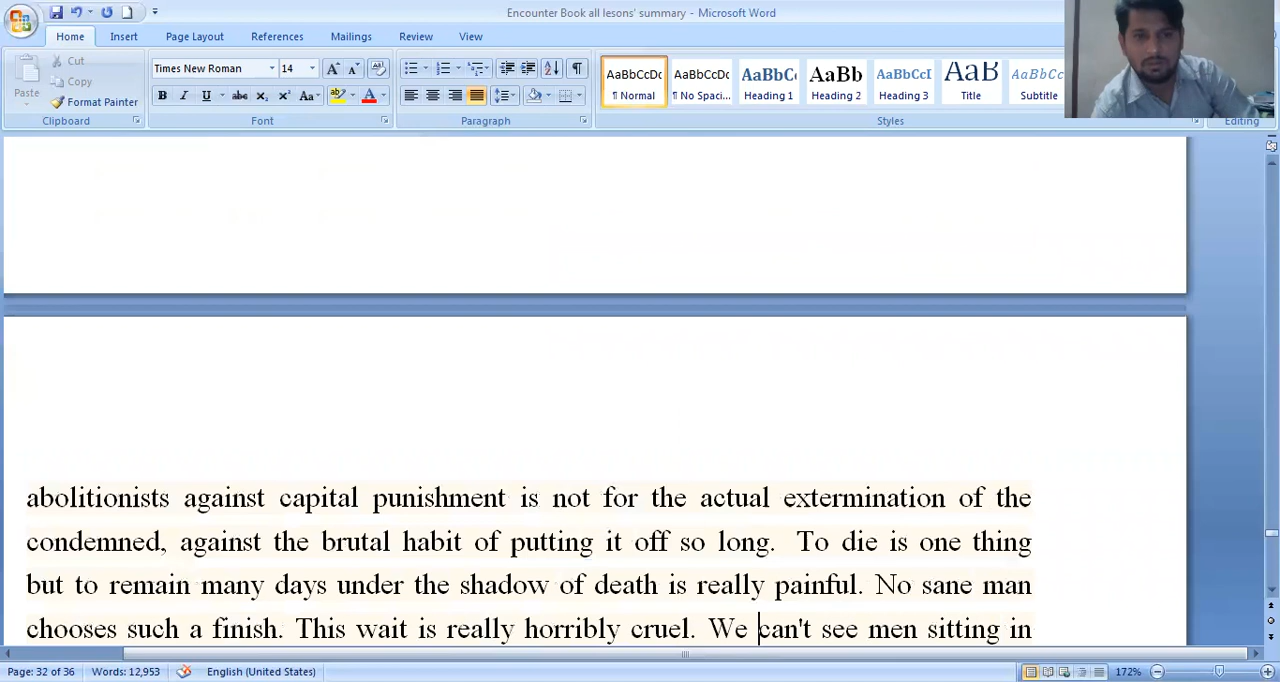 Encounter Book all lesons' summary - Microsoft Word
Home Insert Page Layout References Mailings Review View
Paste
Cut
Copy
Format Painter
Clipboard
Times New Roman 14
B I U abc X₂ X² Aa
Font
Paragraph
AaBbCcDc AaBbCcDc AaBbC( AaBb AaBbCcI AaB AaBbCcD
¶ Normal ¶ No Spaci... Heading 1 Heading 2 Heading 3 Title Subtitle
Styles
Editing
abolitionists against capital punishment is not for the actual extermination of the
condemned, against the brutal habit of putting it off so long. To die is one thing
but to remain many days under the shadow of death is really painful. No sane man
chooses such a finish. This wait is really horribly cruel. We can't see men sitting in
Page: 32 of 36 Words: 12,953 English (United States) 172%